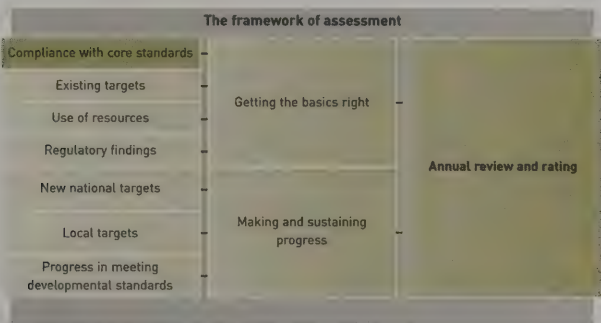 The framework of assessment
Compliance with core standards
Existing targets
Use of resources
Regulatory findings
New national targets
Local targets
Progress in meeting
developmental standards
Getting the basics right
Making and sustaining
progress
Annual review and rating